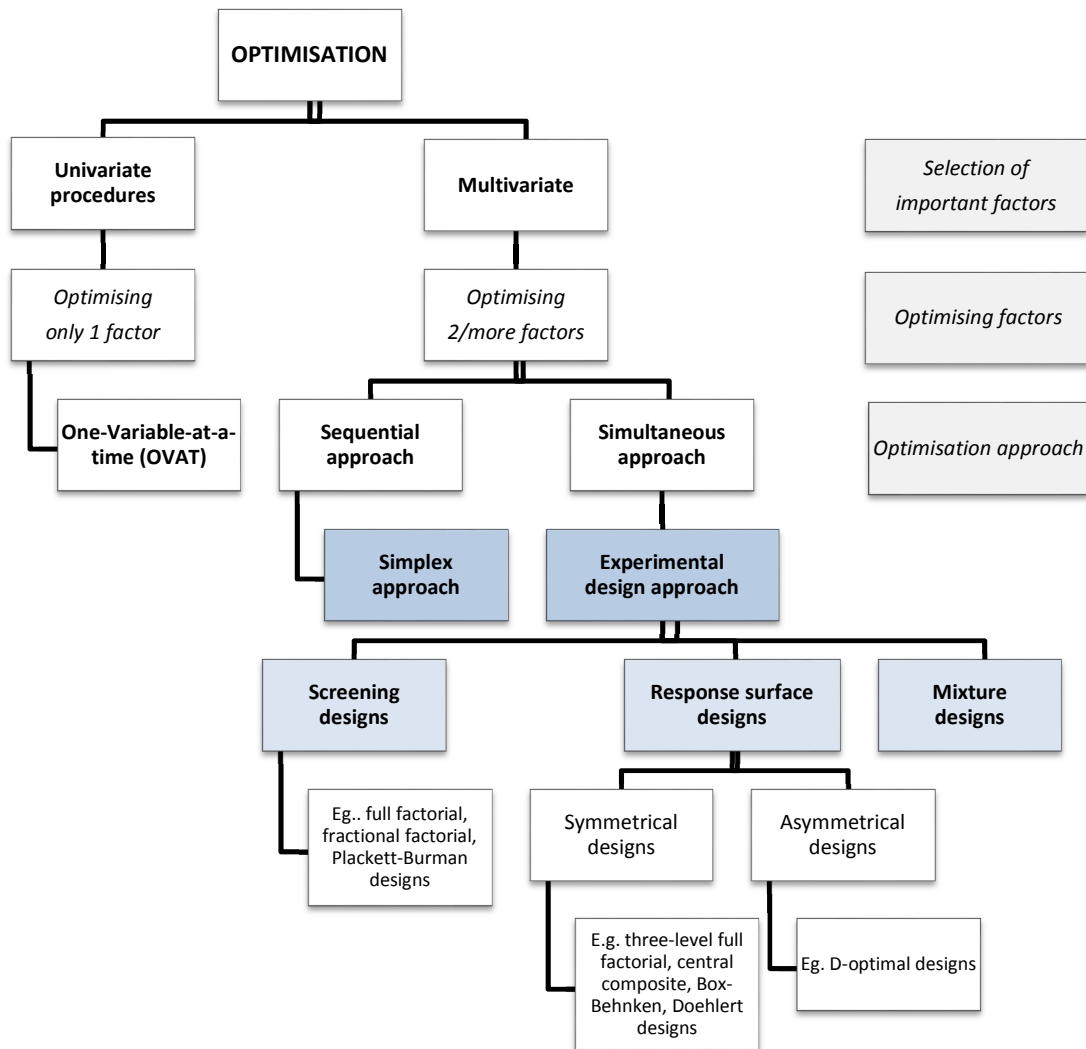 OPTIMISATION
Univariate
procedures
Multivariate
Selection of
important factors
Optimising
only 1 factor
Optimising
2/more factors
Optimising factors
One-Variable-at-a-
time (OVAT)
Sequential
approach
Simultaneous
approach
Optimisation approach
Simplex
approach
Experimental
design approach
Screening
designs
Response surface
designs
Mixture
designs
Eg.. full factorial,
fractional factorial,
Plackett-Burman
designs
Symmetrical
designs
Asymmetrical
designs
E.g. three-level full
factorial, central
composite, Box-
Behnken, Doehlert
designs
Eg. D-optimal designs